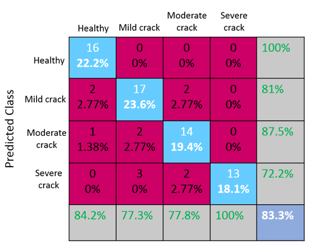 Healthy Mild crack Moderate crack Severe crack
Predicted Class
Healthy 16 22.2% 0 0% 0 0% 0 0% 100%
Mild crack 2 2.77% 17 23.6% 2 2.77% 0 0% 81%
Moderate crack 1 1.38% 2 2.77% 14 19.4% 0 0% 87.5%
Severe crack 0 0% 3 0% 2 2.77% 13 18.1% 72.2%
84.2% 77.3% 77.8% 100% 83.3%